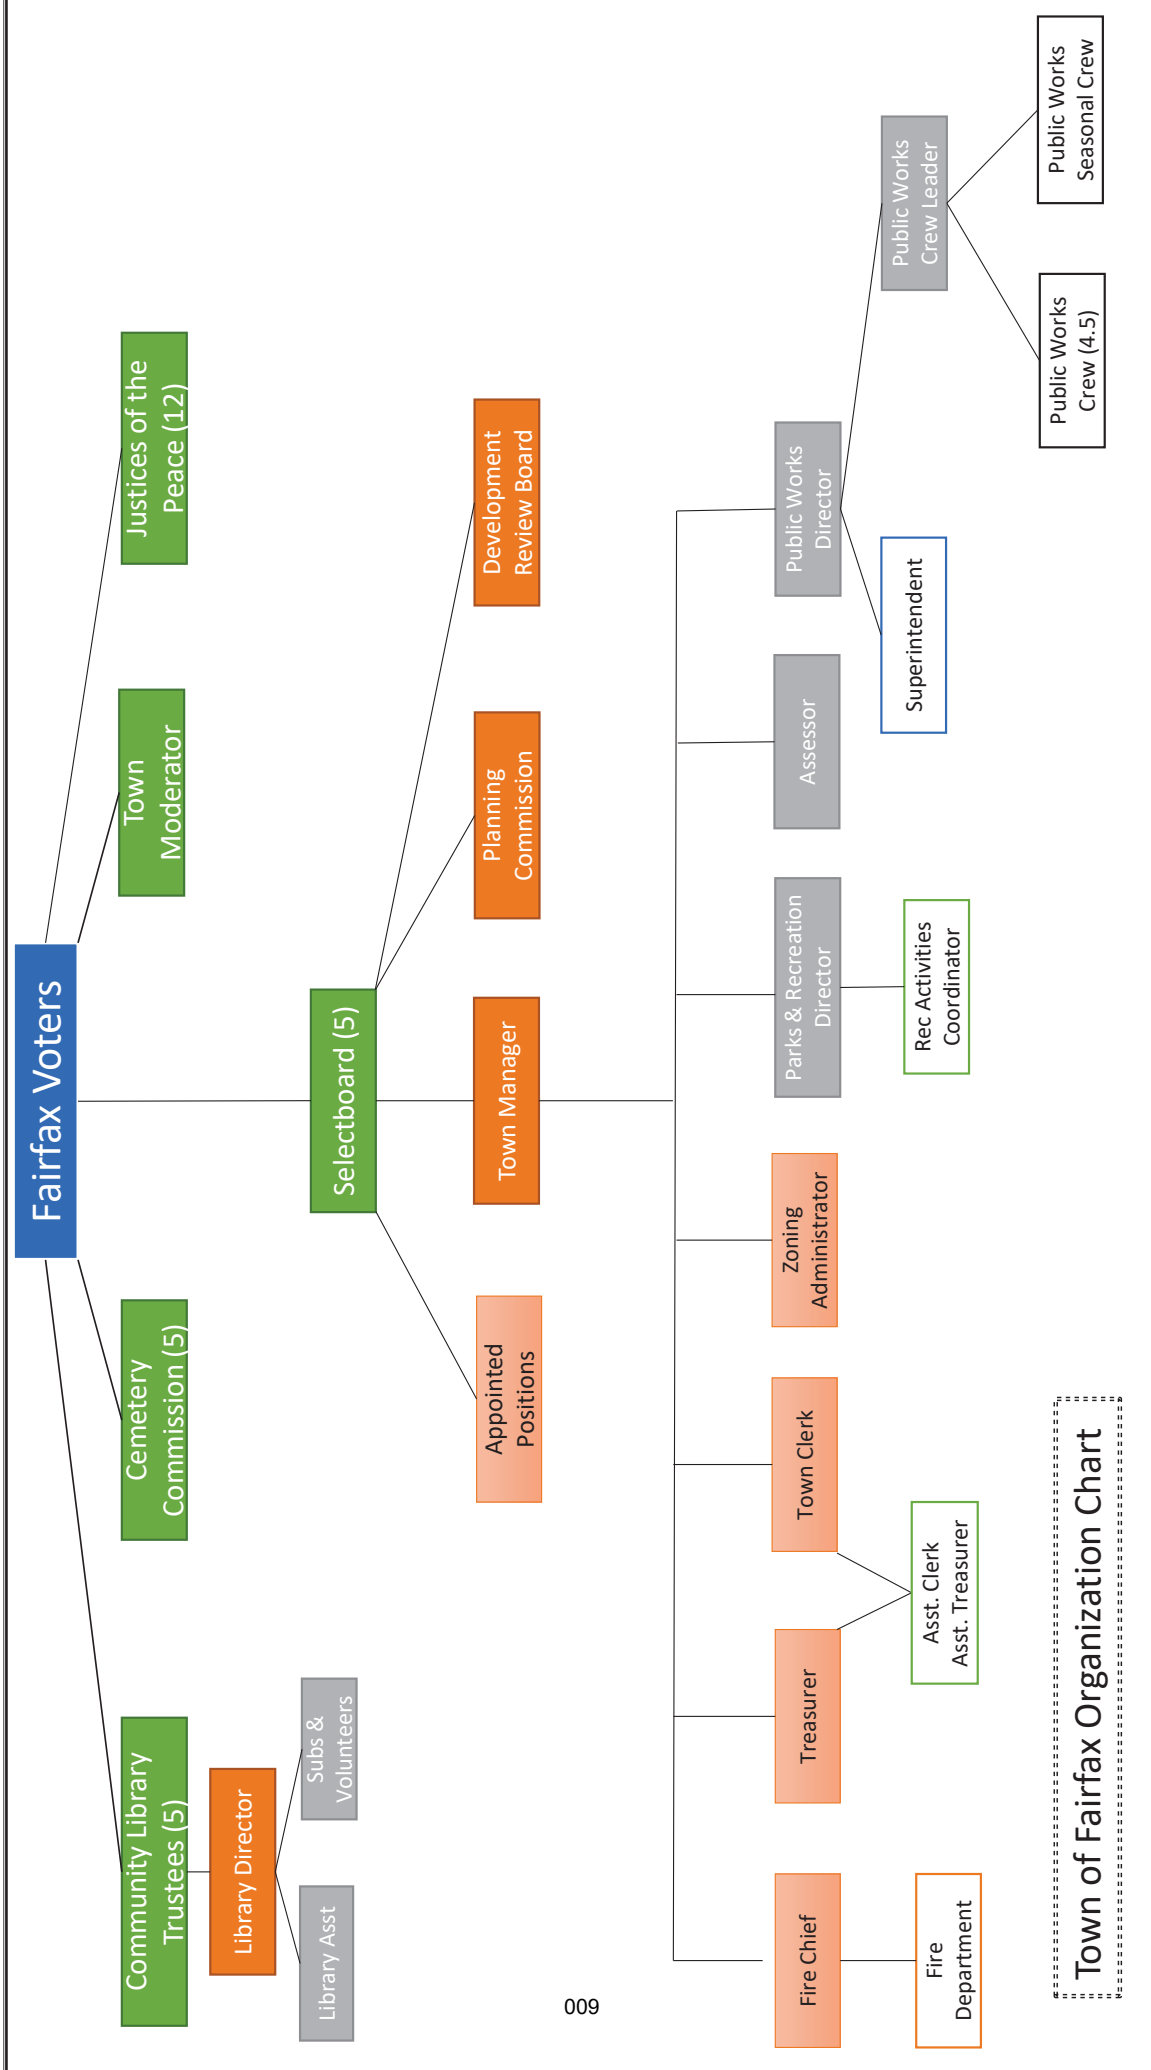 Fairfax Voters
Community Library
Trustees (5)
Cemetery
Commission (5)
Town
Moderator
Justices of the
Peace (12)
Library Director
Library Asst
Subs &
Volunteers
Selectboard (5)
Appointed
Positions
Town Manager
Planning
Commission
Development
Review Board
Fire Chief
Treasurer
Town Clerk
Zoning
Administrator
Parks & Recreation
Director
Assessor
Public Works
Director
Fire
Department
Asst. Clerk
Asst. Treasurer
Rec Activities
Coordinator
Superintendent
Public Works
Crew Leader
Public Works
Crew (4.5)
Public Works
Seasonal Crew
Town of Fairfax Organization Chart
009